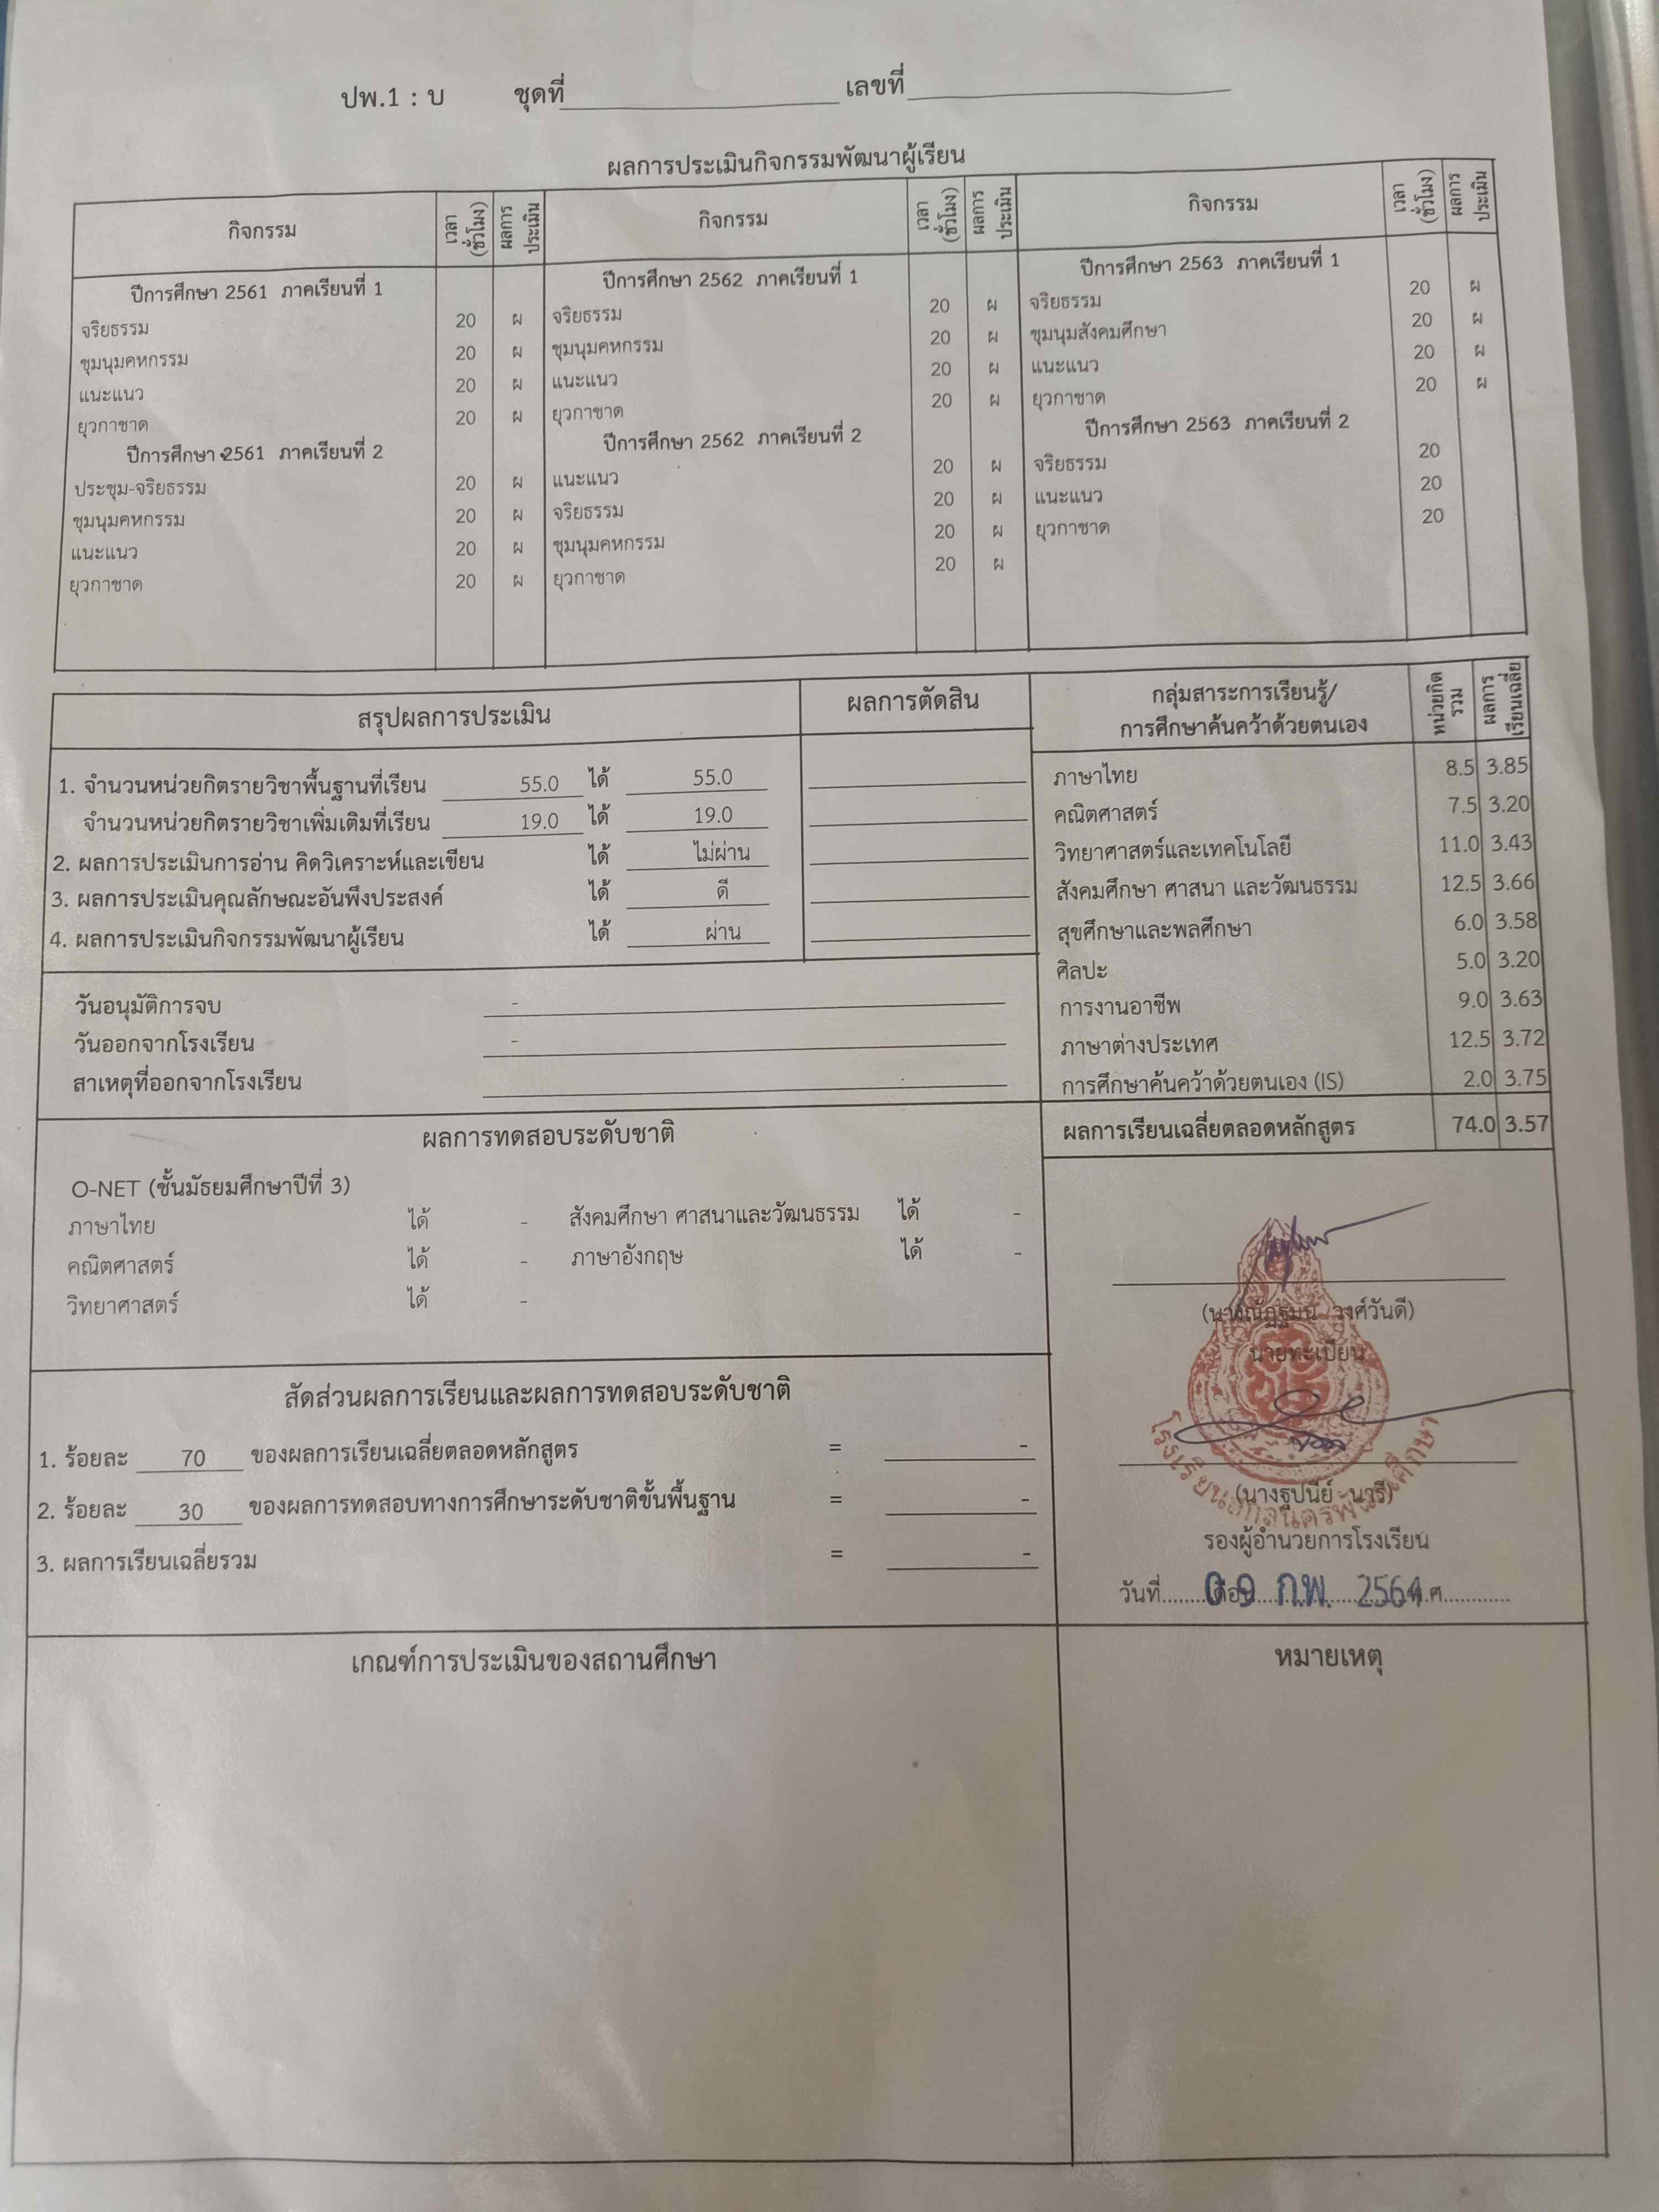 ปพ.1 : บ ชุดที่ เลขที่
ผลการประเมินกิจกรรมพัฒนาผู้เรียน
กิจกรรม เวลา (ชั่วโมง) ผลการประเมิน กิจกรรม เวลา (ชั่วโมง) ผลการประเมิน กิจกรรม เวลา (ชั่วโมง) ผลการประเมิน
ปีการศึกษา 2561 ภาคเรียนที่ 1
จริยธรรม 20 ผ
ชุมนุมคหกรรม 20 ผ
แนะแนว 20 ผ
ยุวกาชาด 20 ผ
ปีการศึกษา 2561 ภาคเรียนที่ 2
ประชุม-จริยธรรม 20 ผ
ชุมนุมคหกรรม 20 ผ
แนะแนว 20 ผ
ยุวกาชาด 20 ผ
ปีการศึกษา 2562 ภาคเรียนที่ 1
จริยธรรม 20 ผ
ชุมนุมคหกรรม 20 ผ
แนะแนว 20 ผ
ยุวกาชาด 20 ผ
ปีการศึกษา 2562 ภาคเรียนที่ 2
แนะแนว 20 ผ
จริยธรรม 20 ผ
ชุมนุมคหกรรม 20 ผ
ยุวกาชาด 20 ผ
ปีการศึกษา 2563 ภาคเรียนที่ 1
จริยธรรม 20 ผ
ชุมนุมสังคมศึกษา 20 ผ
แนะแนว 20 ผ
ยุวกาชาด 20 ผ
ปีการศึกษา 2563 ภาคเรียนที่ 2
จริยธรรม 20
แนะแนว 20
ยุวกาชาด 20
สรุปผลการประเมิน ผลการตัดสิน
1. จำนวนหน่วยกิตรายวิชาพื้นฐานที่เรียน 55.0 ได้ 55.0
จำนวนหน่วยกิตรายวิชาเพิ่มเติมที่เรียน 19.0 ได้ 19.0
2. ผลการประเมินการอ่าน คิดวิเคราะห์และเขียน ได้ ไม่ผ่าน
3. ผลการประเมินคุณลักษณะอันพึงประสงค์ ได้ ดี
4. ผลการประเมินกิจกรรมพัฒนาผู้เรียน ได้ ผ่าน
วันอนุมัติการจบ -
วันออกจากโรงเรียน -
สาเหตุที่ออกจากโรงเรียน
กลุ่มสาระการเรียนรู้/
การศึกษาค้นคว้าด้วยตนเอง หน่วยกิตรวม ผลการเรียนเฉลี่ย
ภาษาไทย 8.5 3.85
คณิตศาสตร์ 7.5 3.20
วิทยาศาสตร์และเทคโนโลยี 11.0 3.43
สังคมศึกษา ศาสนา และวัฒนธรรม 12.5 3.66
สุขศึกษาและพลศึกษา 6.0 3.58
ศิลปะ 5.0 3.20
การงานอาชีพ 9.0 3.63
ภาษาต่างประเทศ 12.5 3.72
การศึกษาค้นคว้าด้วยตนเอง (IS) 2.0 3.75
ผลการเรียนเฉลี่ยตลอดหลักสูตร 74.0 3.57
ผลการทดสอบระดับชาติ
O-NET (ชั้นมัธยมศึกษาปีที่ 3)
ภาษาไทย ได้ - สังคมศึกษา ศาสนาและวัฒนธรรม ได้ -
คณิตศาสตร์ ได้ - ภาษาอังกฤษ ได้ -
วิทยาศาสตร์ ได้ -
สัดส่วนผลการเรียนและผลการทดสอบระดับชาติ
1. ร้อยละ 70 ของผลการเรียนเฉลี่ยตลอดหลักสูตร = -
2. ร้อยละ 30 ของผลการทดสอบทางการศึกษาระดับชาติขั้นพื้นฐาน = -
3. ผลการเรียนเฉลี่ยรวม = -
(นางณัฏฐมน วงศ์วันดี)
นายทะเบียน
โรงเรียนสกลนครพัฒนศึกษา
(นางฐปนีย์ นารี)
รองผู้อำนวยการโรงเรียน
วันที่ 09 ก.พ. 2564
เกณฑ์การประเมินของสถานศึกษา หมายเหตุ